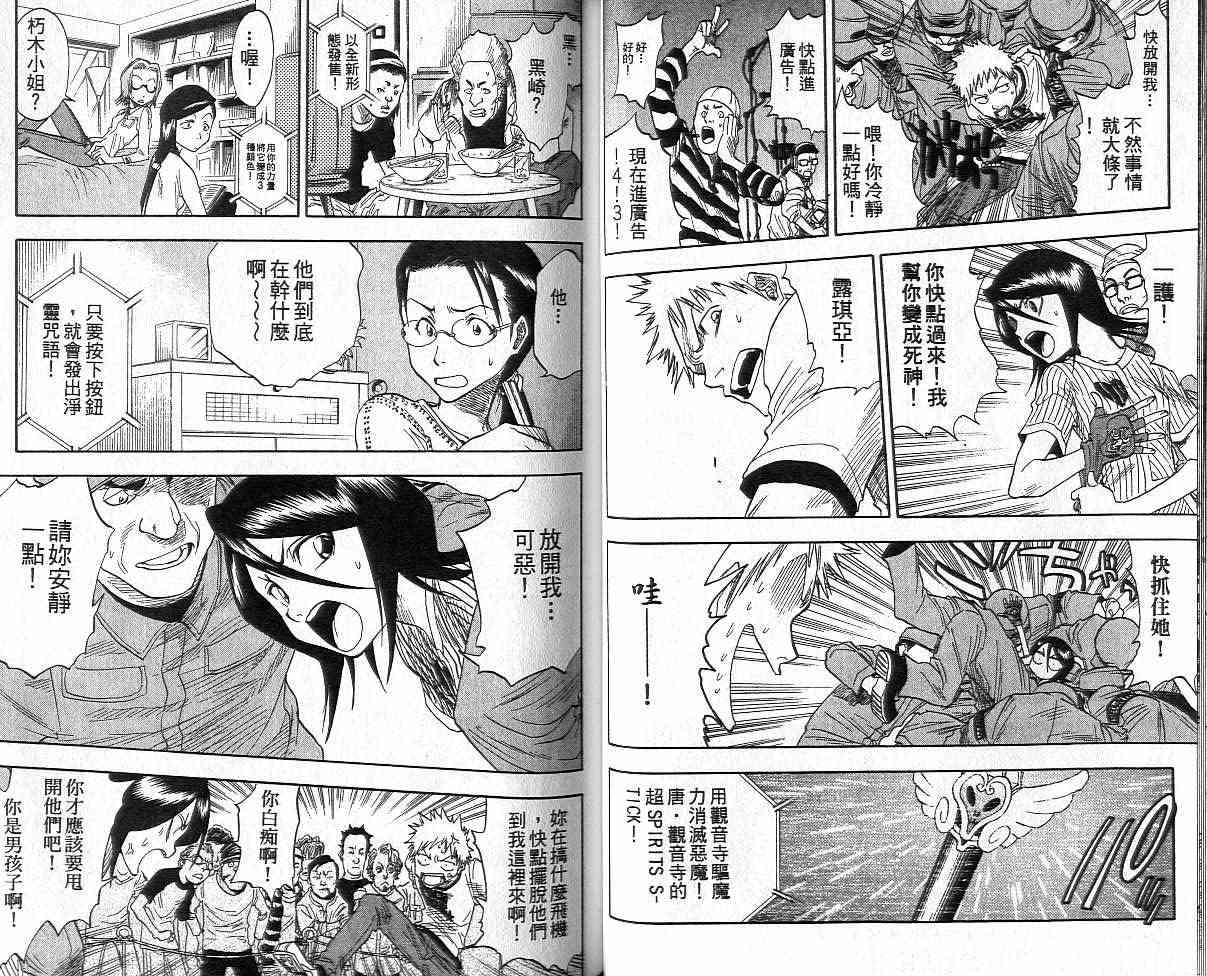 快放開我…
不然事情
就大條了
！
喂！！你冷靜
一點好嗎！
快點進
廣告！
好…
好的！
現在進廣告
！4！3！
一護！
你快點過來！我
幫你變成死神！
露琪亞！
快抓住她！
哇——！
用觀音寺驅魔
力消滅惡魔！
唐·觀音寺的
超SPIRITS S-
TICK！
黑…
黑崎？
以全新形
態發售！
…喔！
用你的力量
將它變成3
種顏色！
朽木小姐？
他…
他們到底
在幹什麼
啊～～～
只要按下按鈕
，就會發出淨
靈咒語！
放開我…
可惡！
請妳安靜
一點！
妳在搞什麼飛機
，快點擺脫他們
到我這裡來啊！
你白痴啊！
你才應該要甩
開他們吧！
你是男孩子啊！